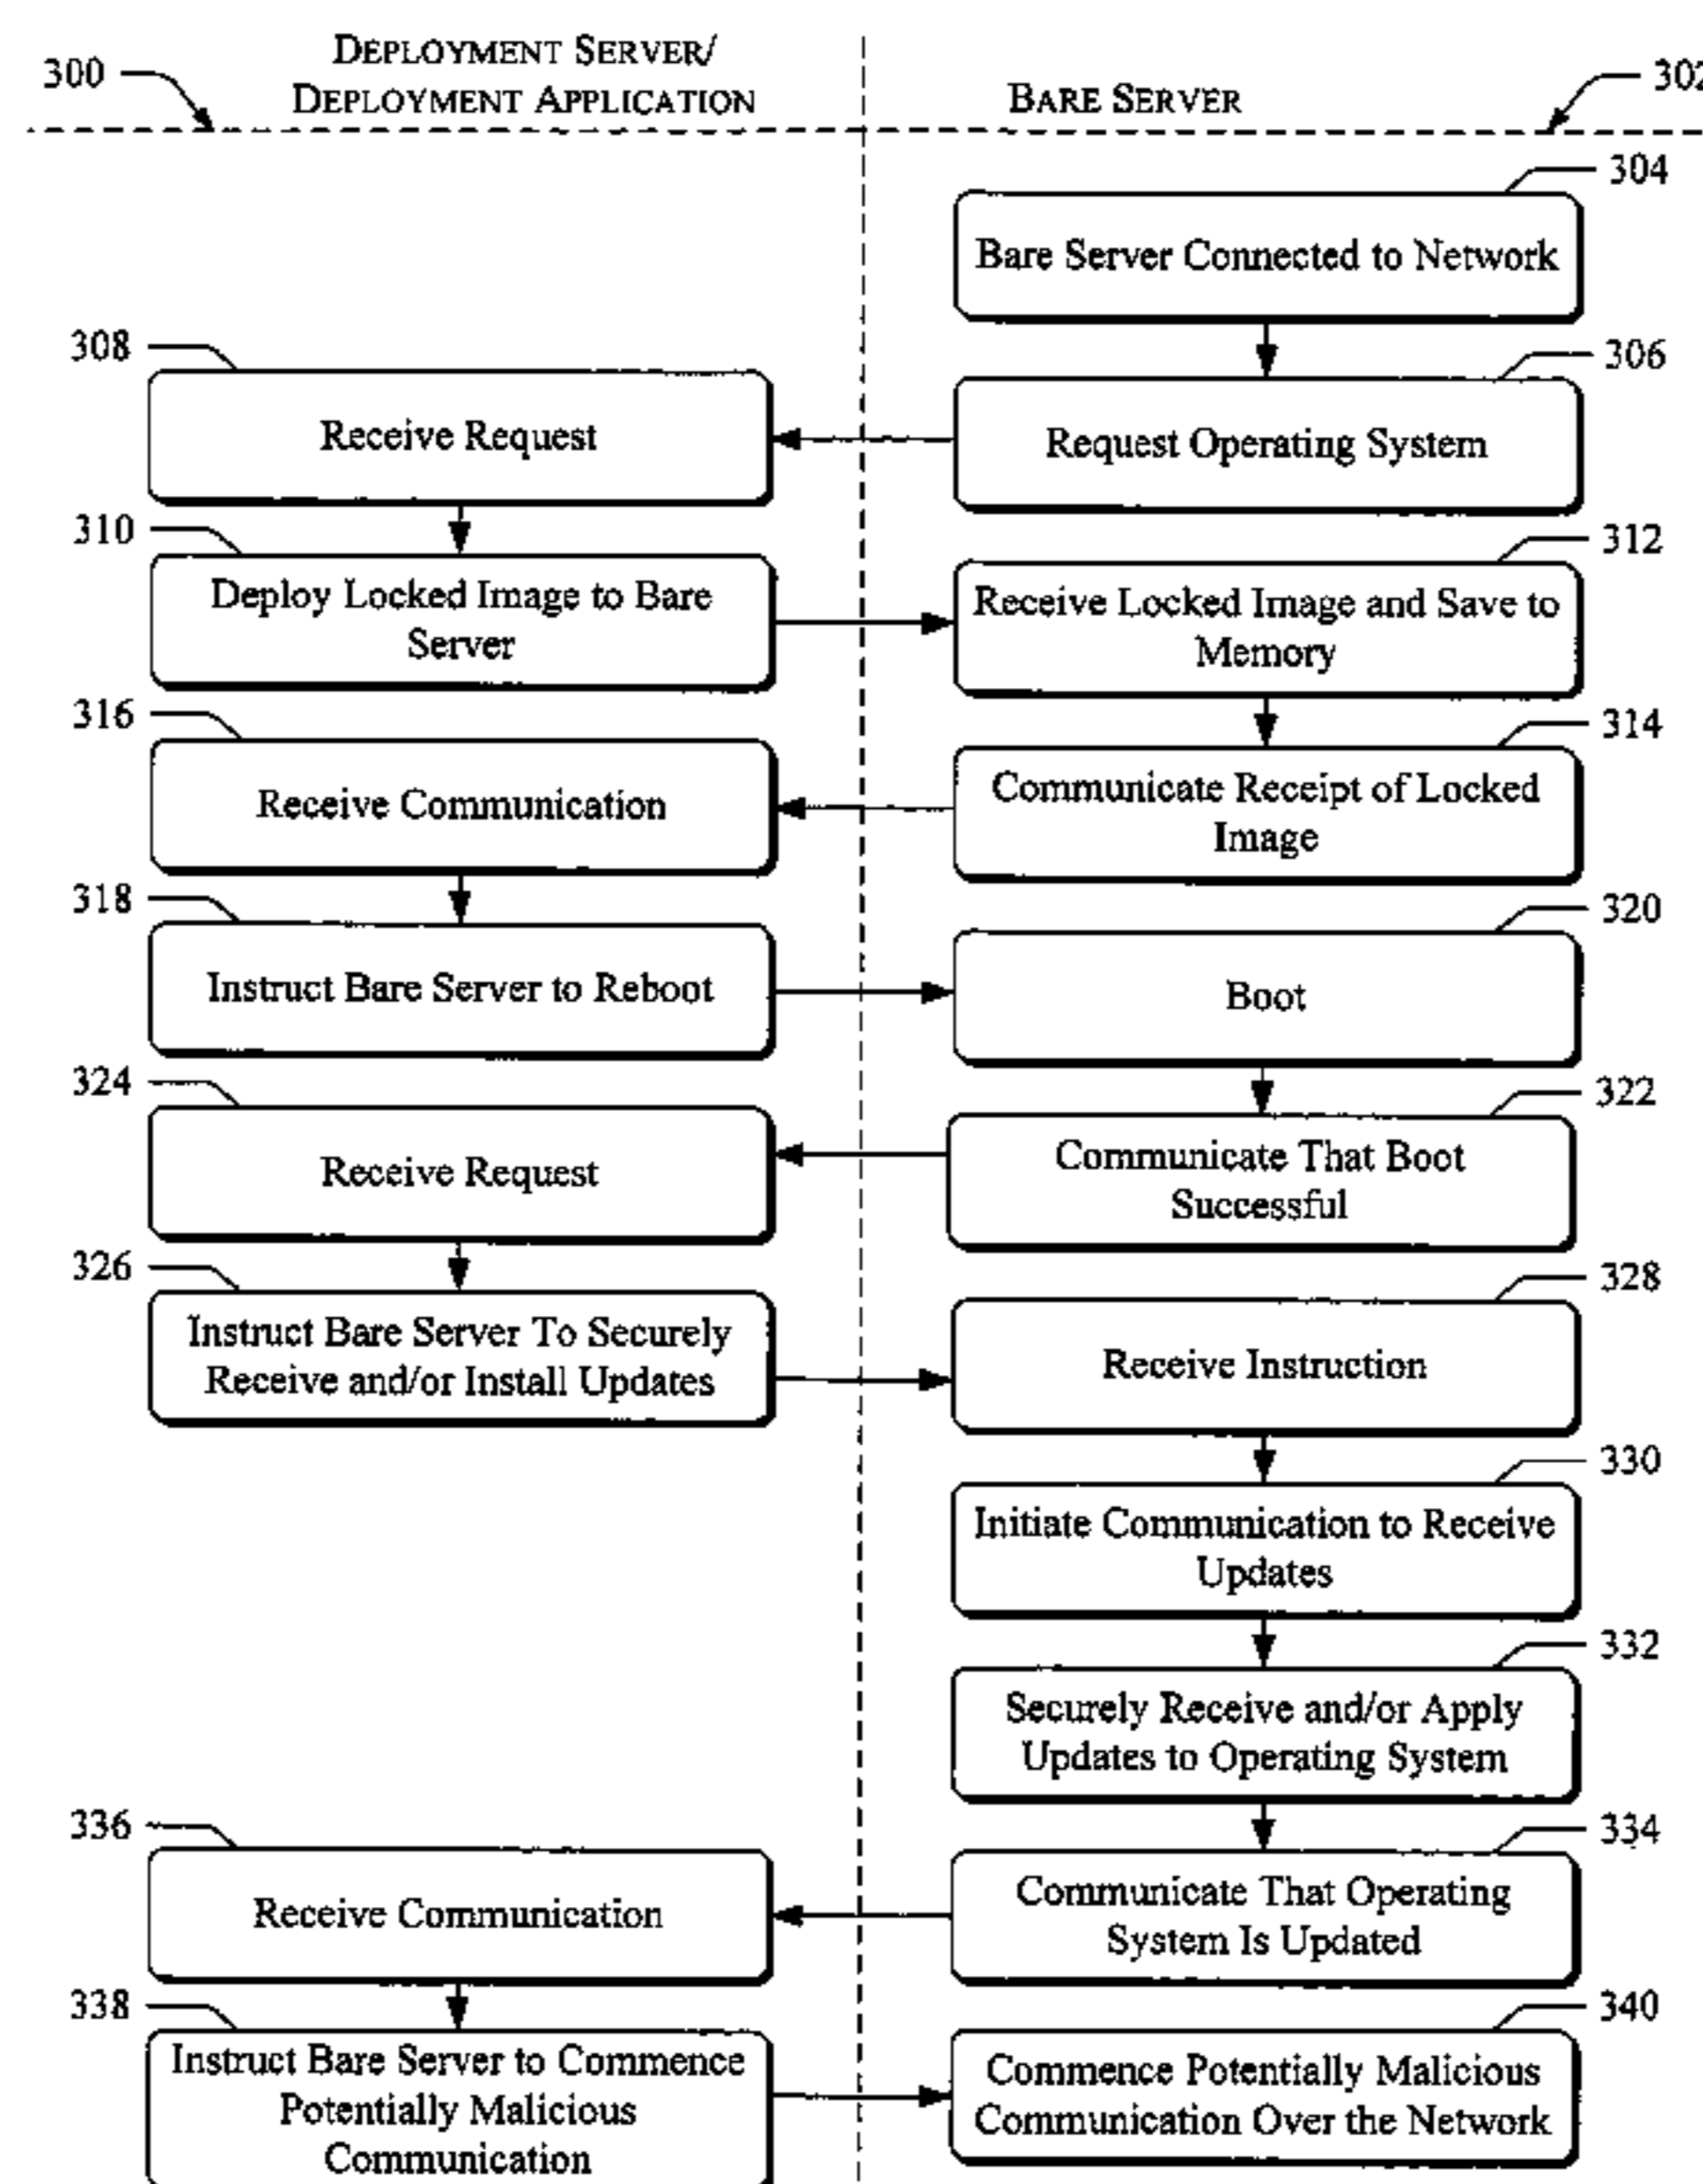 300
DEPLOYMENT SERVER/
DEPLOYMENT APPLICATION
BARE SERVER
302
304
Bare Server Connected to Network
308
306
Receive Request
Request Operating System
310
312
Deploy Locked Image to Bare
Server
Receive Locked Image and Save to
Memory
316
314
Receive Communication
Communicate Receipt of Locked
Image
318
320
Instruct Bare Server to Reboot
Boot
324
322
Receive Request
Communicate That Boot
Successful
326
328
Instruct Bare Server To Securely
Receive and/or Install Updates
Receive Instruction
330
Initiate Communication to Receive
Updates
332
Securely Receive and/or Apply
Updates to Operating System
336
334
Receive Communication
Communicate That Operating
System Is Updated
338
340
Instruct Bare Server to Commence
Potentially Malicious
Communication
Commence Potentially Malicious
Communication Over the Network